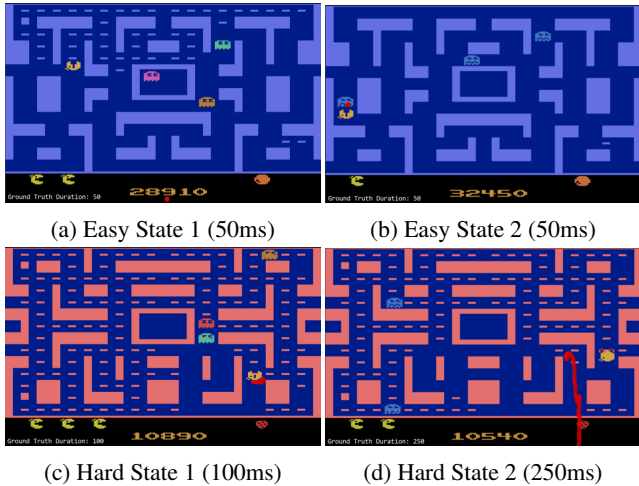 Ground Truth Duration: 50
28910
Ground Truth Duration: 50
32450
(a) Easy State 1 (50ms)
(b) Easy State 2 (50ms)
Ground Truth Duration: 100
10890
Ground Truth Duration: 250
10540
(c) Hard State 1 (100ms)
(d) Hard State 2 (250ms)